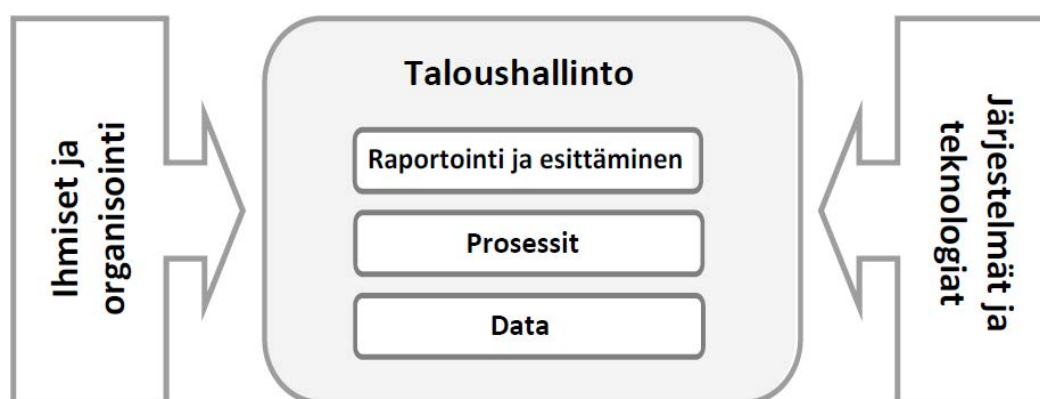 Ihmiset ja
organisointi
Taloushallinto
Raportointi ja esittäminen
Prosessit
Data
Järjestelmät ja
teknologiat